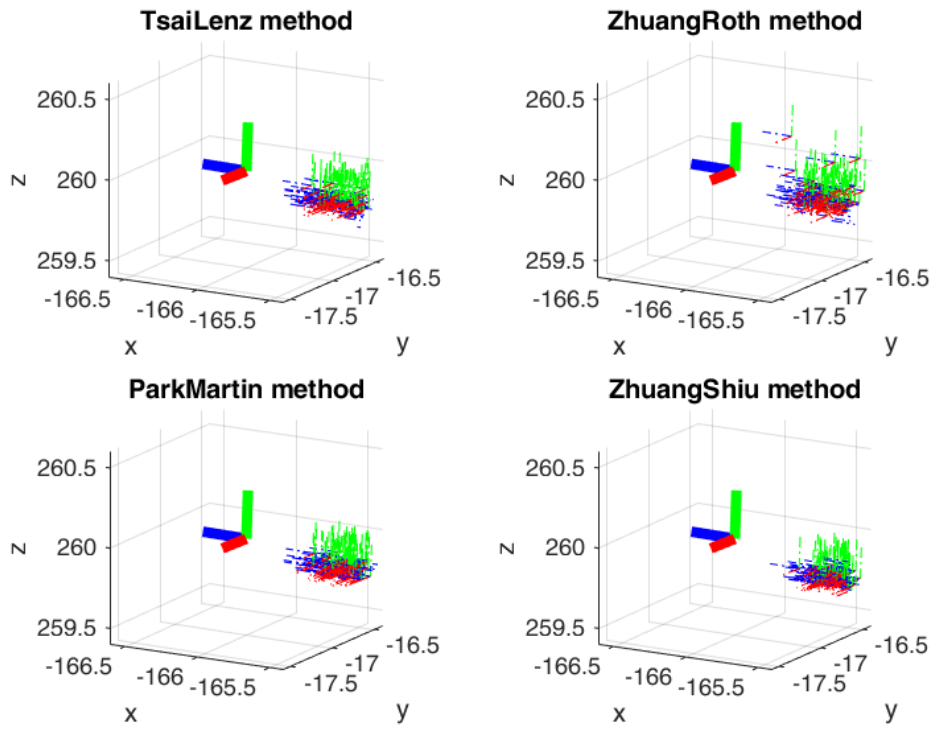 TsaiLenz method
ZhuangRoth method
260.5
260
259.5
z
-166.5
-166
-165.5
x
-17.5
-17
-16.5
y
260.5
260
259.5
z
-166.5
-166
-165.5
x
-17.5
-17
-16.5
y
ParkMartin method
ZhuangShiu method
260.5
260
259.5
z
-166.5
-166
-165.5
x
-17.5
-17
-16.5
y
260.5
260
259.5
z
-166.5
-166
-165.5
x
-17.5
-17
-16.5
y